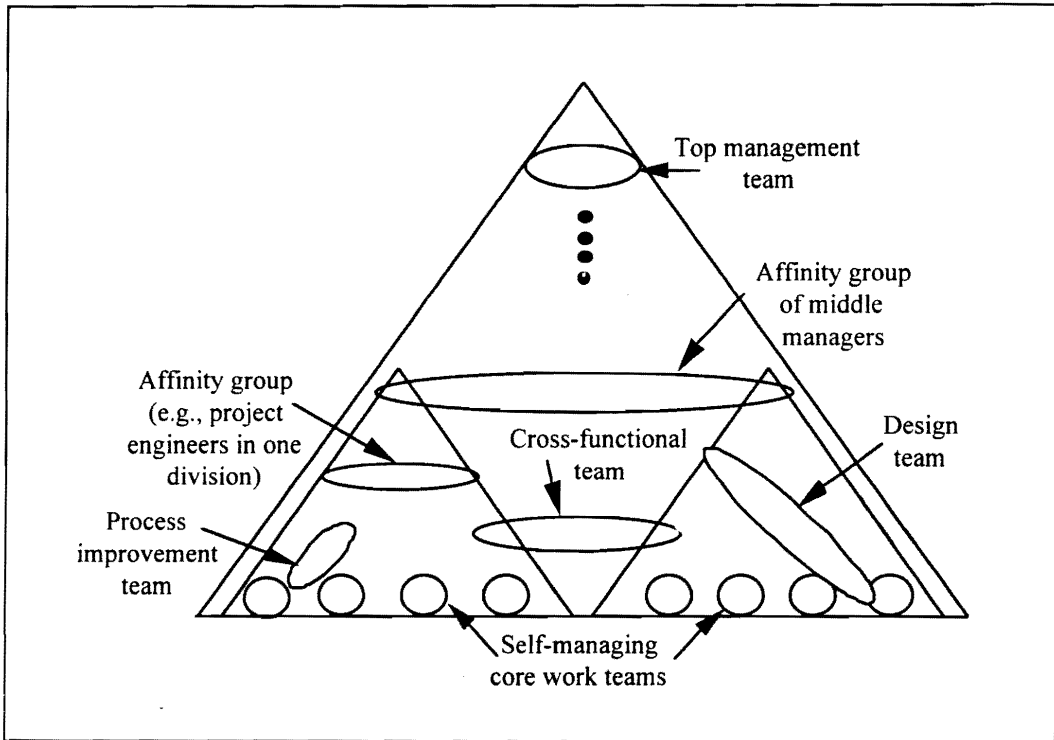 Top management
team
Affinity group
of middle
managers
Affinity group
(e.g., project
engineers in one
division)
Cross-functional
team
Design
team
Process
improvement
team
Self-managing
core work teams